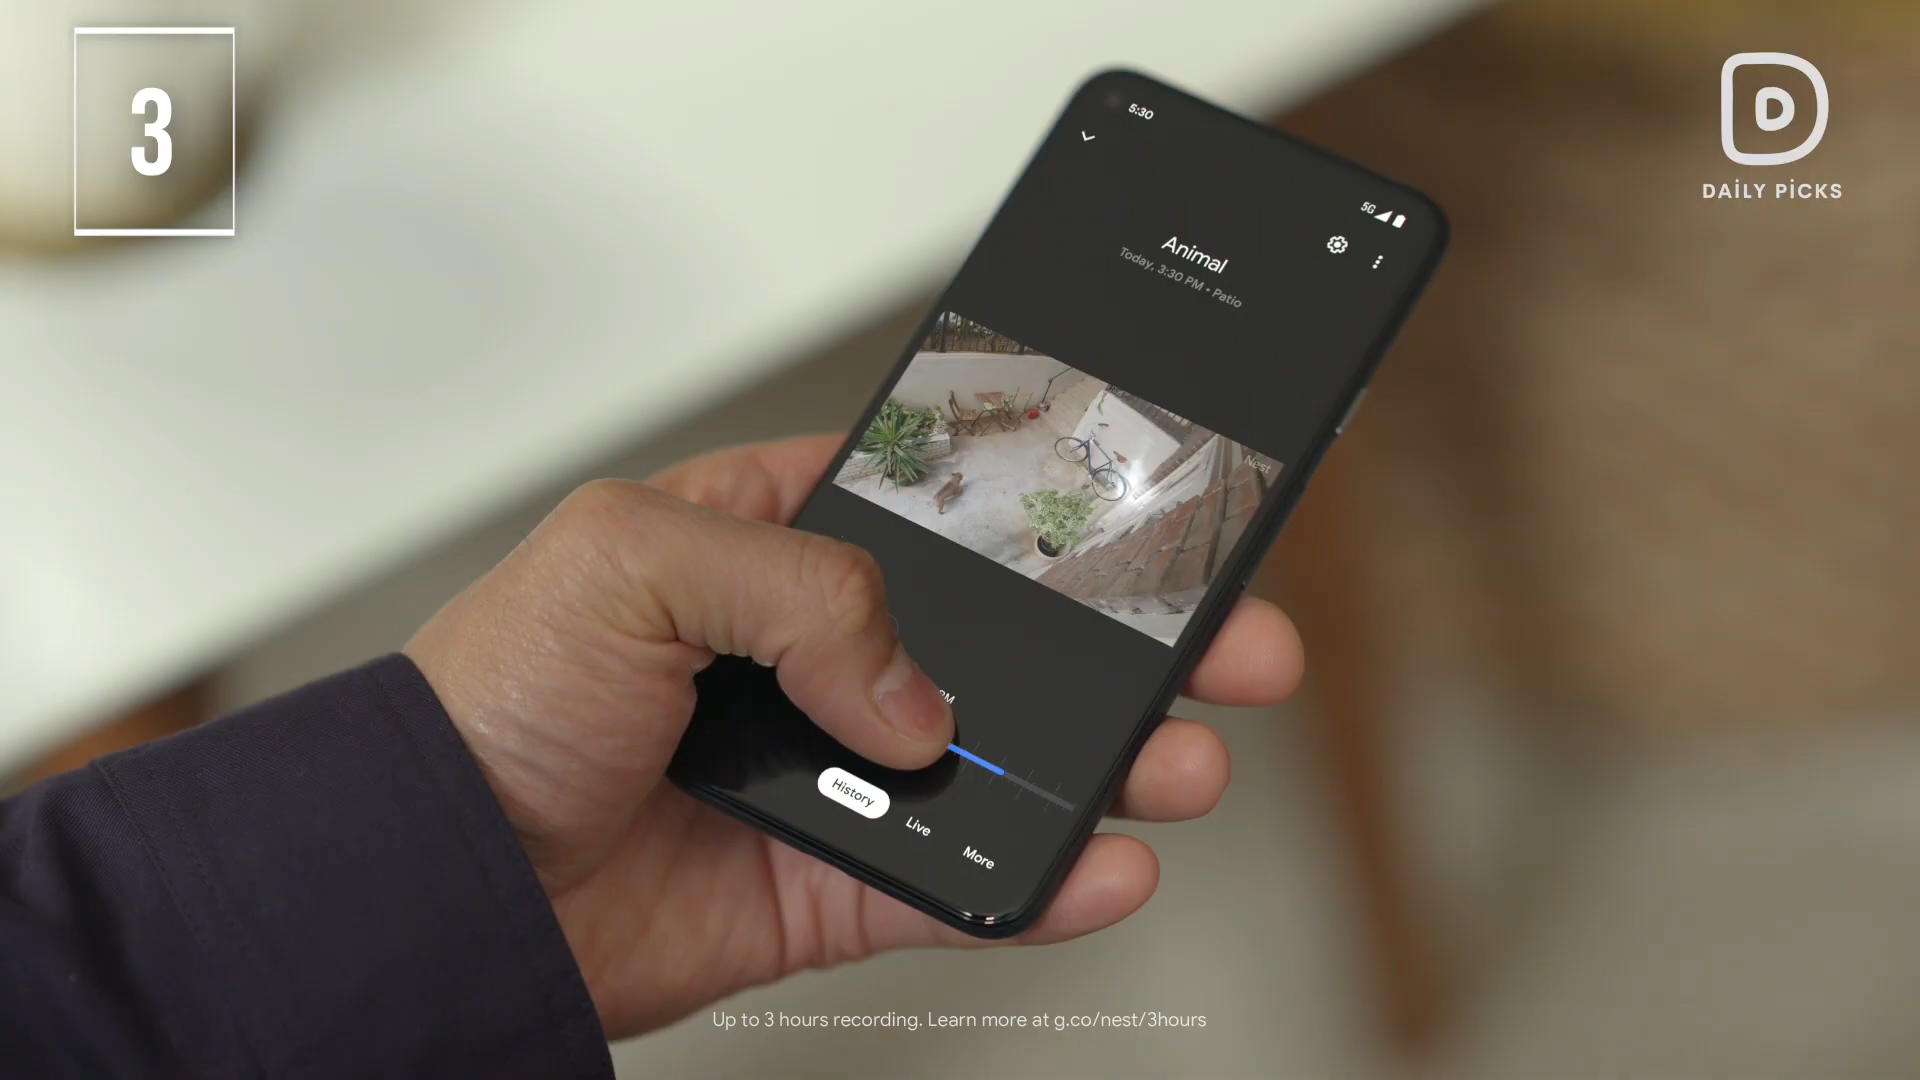 3
DAiLY PiCKS
5:30
5G
Animal
Today, 3:30 PM • Patio
Nest
PM
History
Live
More
Up to 3 hours recording. Learn more at g.co/nest/3hours